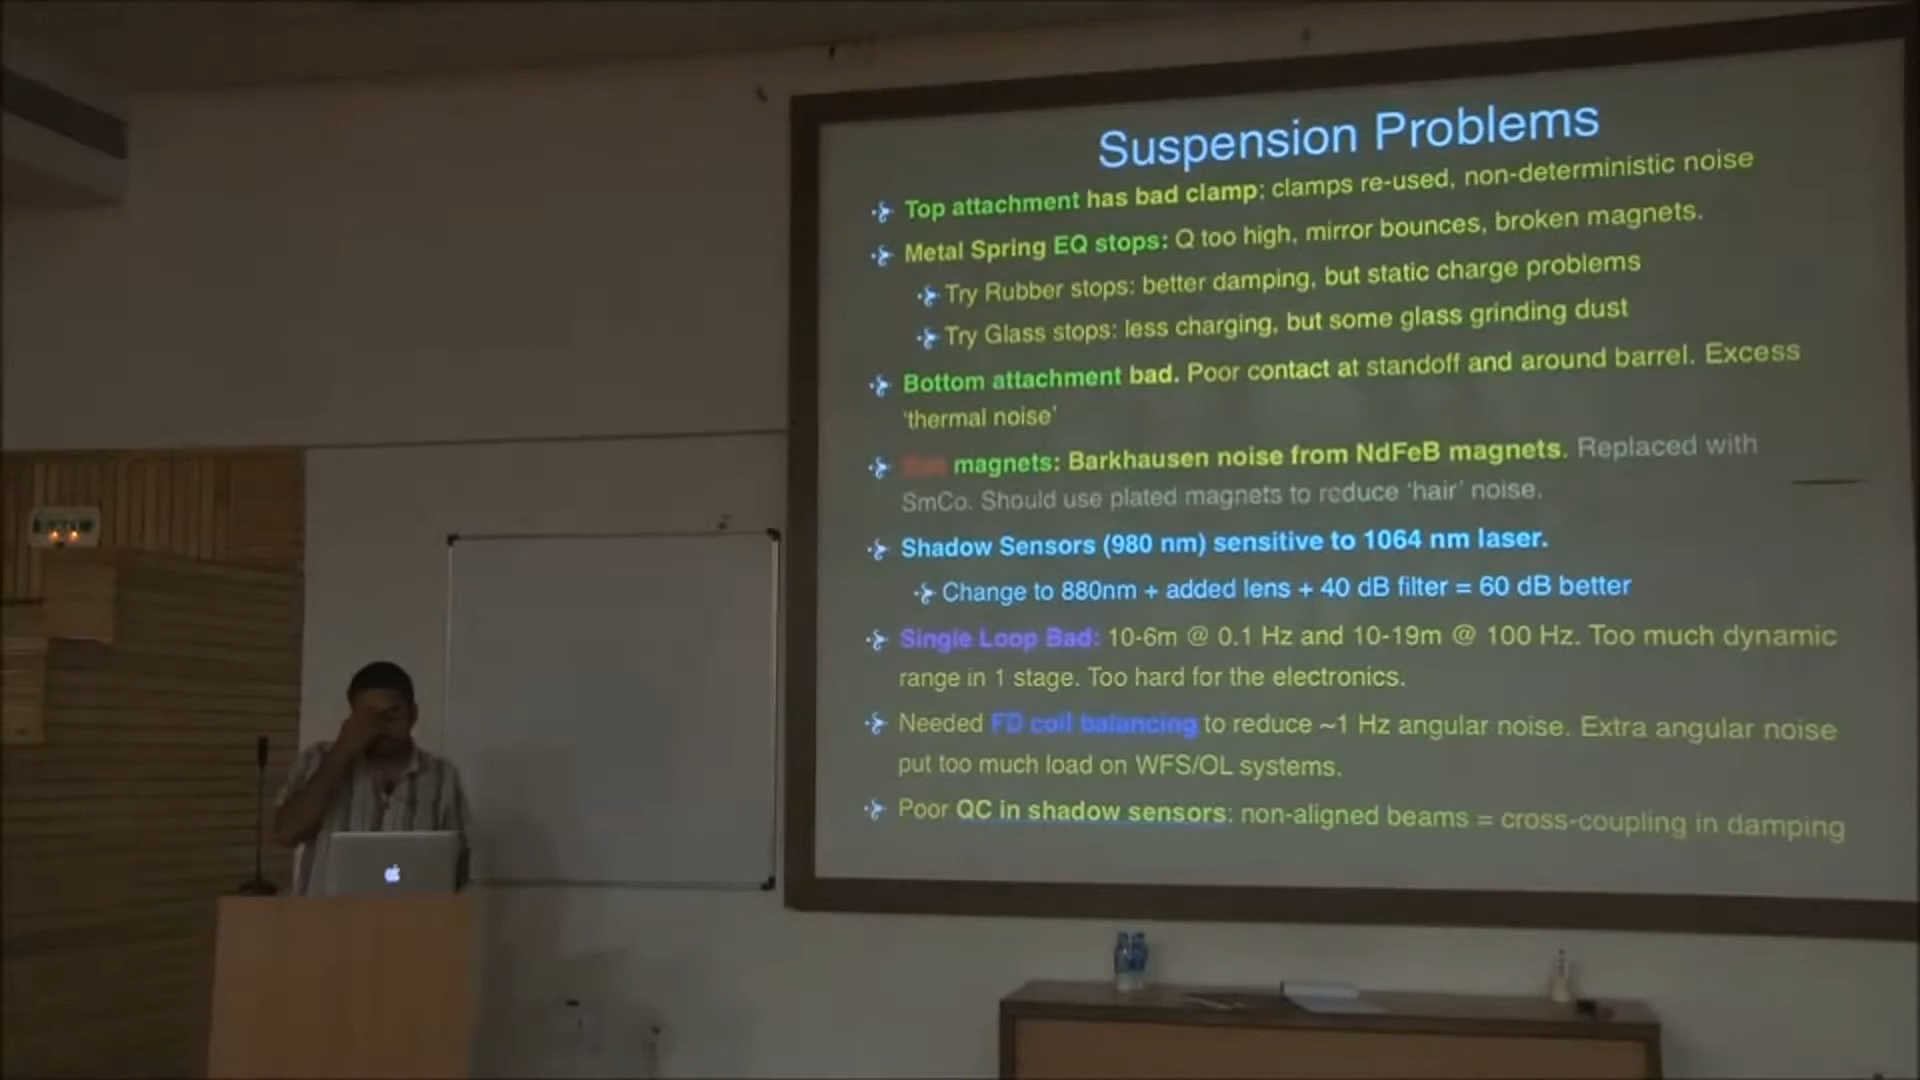 Suspension Problems
Top attachment has bad clamp; clamps re-used, non-deterministic noise
Metal Spring EQ stops: Q too high, mirror bounces, broken magnets.
Try Rubber stops: better damping, but static charge problems
Try Glass stops: less charging, but some glass grinding dust
Bottom attachment bad. Poor contact at standoff and around barrel. Excess
'thermal noise'
magnets: Barkhausen noise from NdFeB magnets. Replaced with
SmCo. Should use plated magnets to reduce 'hair' noise.
Shadow Sensors (980 nm) sensitive to 1064 nm laser.
Change to 880nm + added lens + 40 dB filter = 60 dB better
Single Loop Bad: 10-6m @ 0.1 Hz and 10-19m @ 100 Hz. Too much dynamic
range in 1 stage. Too hard for the electronics.
Needed FD coil balancing to reduce ~1 Hz angular noise. Extra angular noise
put too much load on WFS/OL systems.
Poor QC in shadow sensors: non-aligned beams = cross-coupling in damping